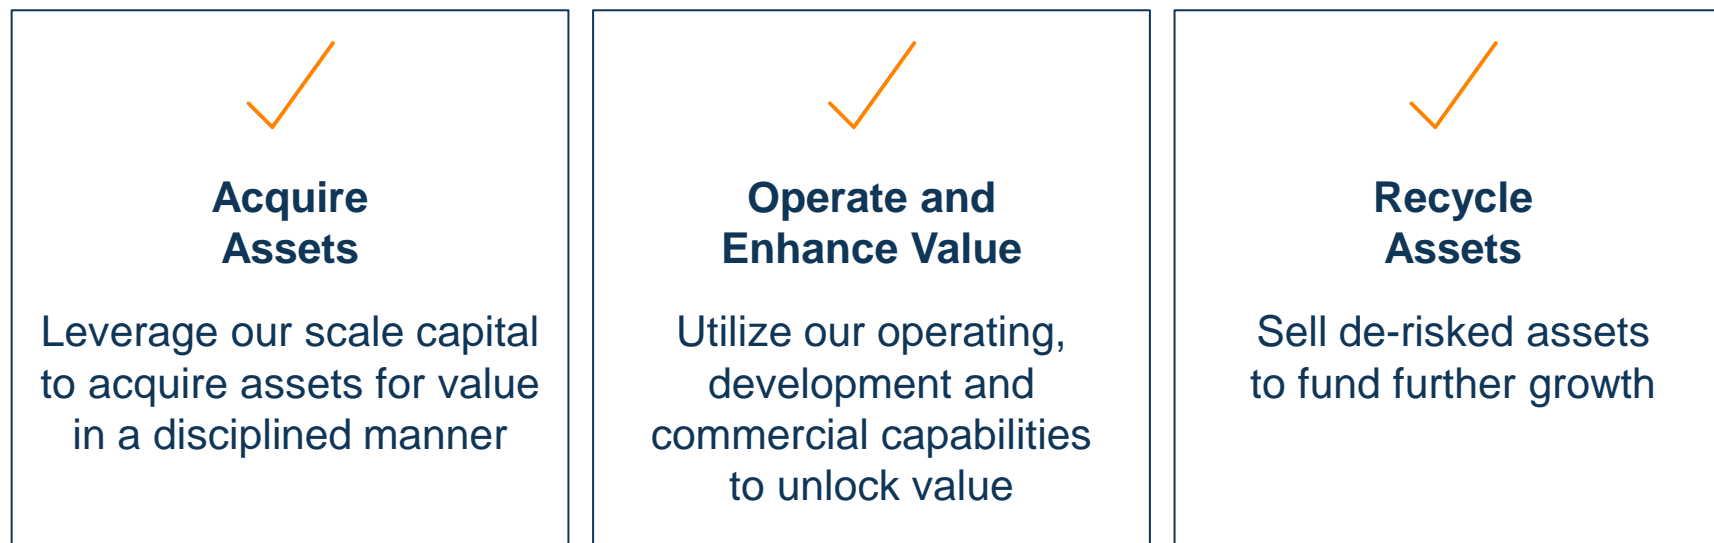 Acquire
Assets
Leverage our scale capital
to acquire assets for value
in a disciplined manner
Operate and
Enhance Value
Utilize our operating,
development and
commercial capabilities
to unlock value
Recycle
Assets
Sell de-risked assets
to fund further growth